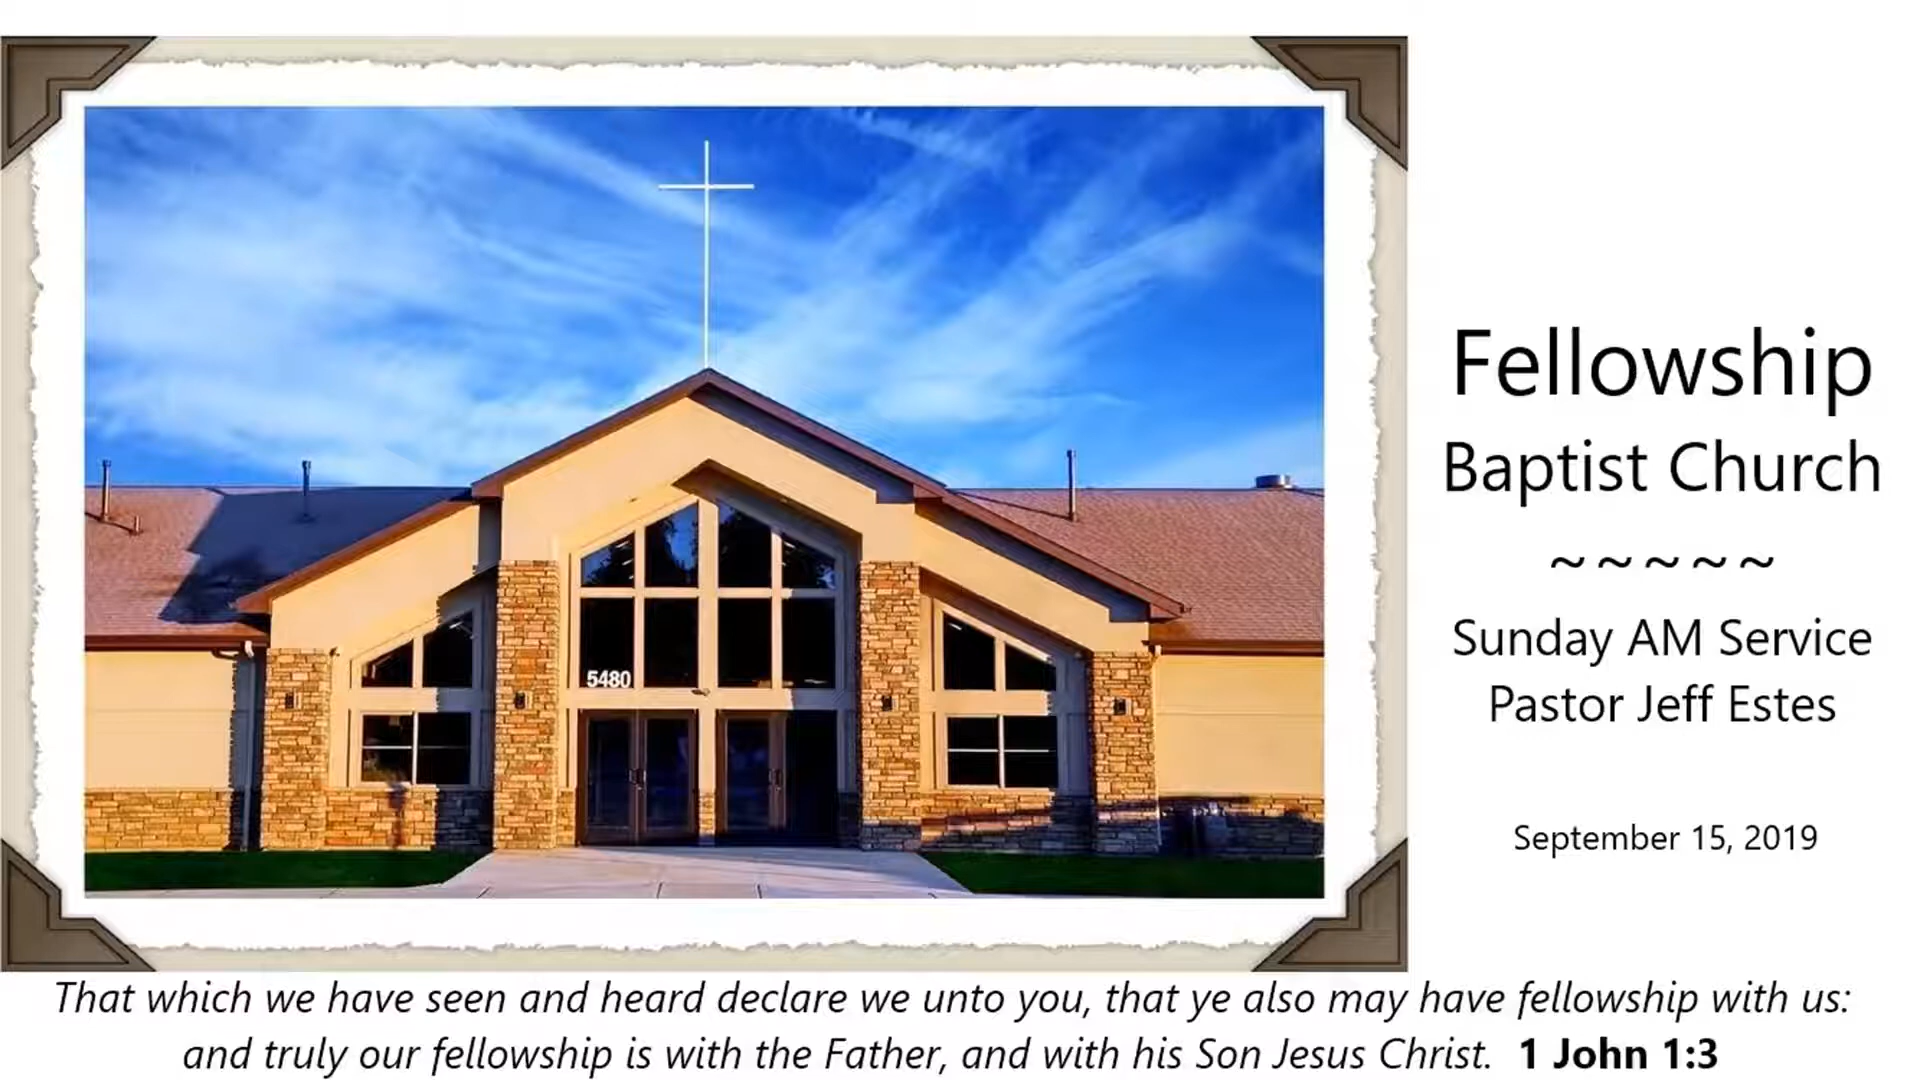 Fellowship
Baptist Church
~ ~ ~ ~ ~
Sunday AM Service
Pastor Jeff Estes
September 15, 2019
5480
That which we have seen and heard declare we unto you, that ye also may have fellowship with us:
and truly our fellowship is with the Father, and with his Son Jesus Christ. 1 John 1:3